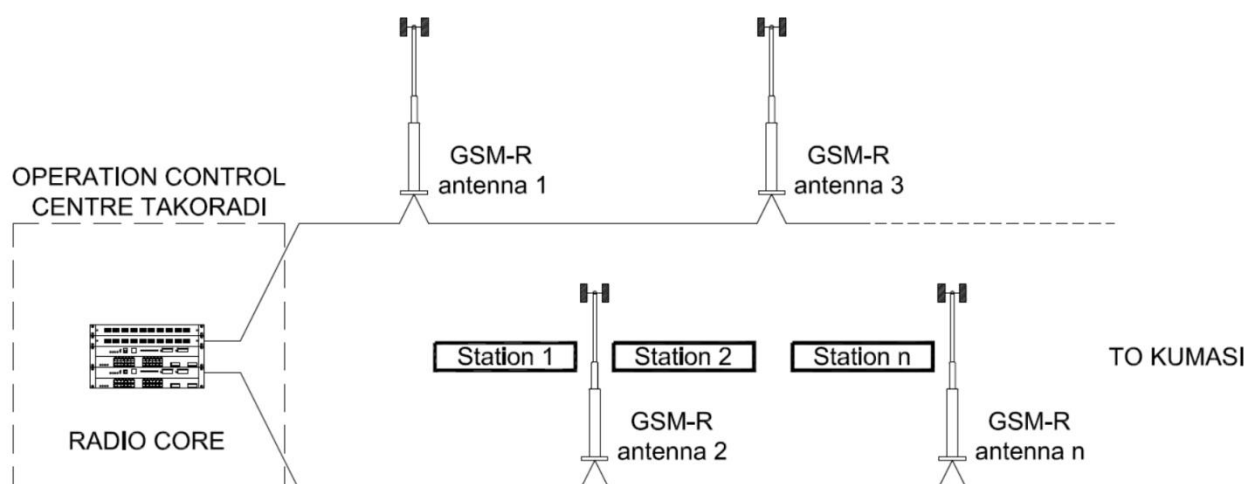 OPERATION CONTROL
CENTRE TAKORADI
GSM-R
antenna 1
GSM-R
antenna 3
Station 1
Station 2
Station n
TO KUMASI
RADIO CORE
GSM-R
antenna 2
GSM-R
antenna n